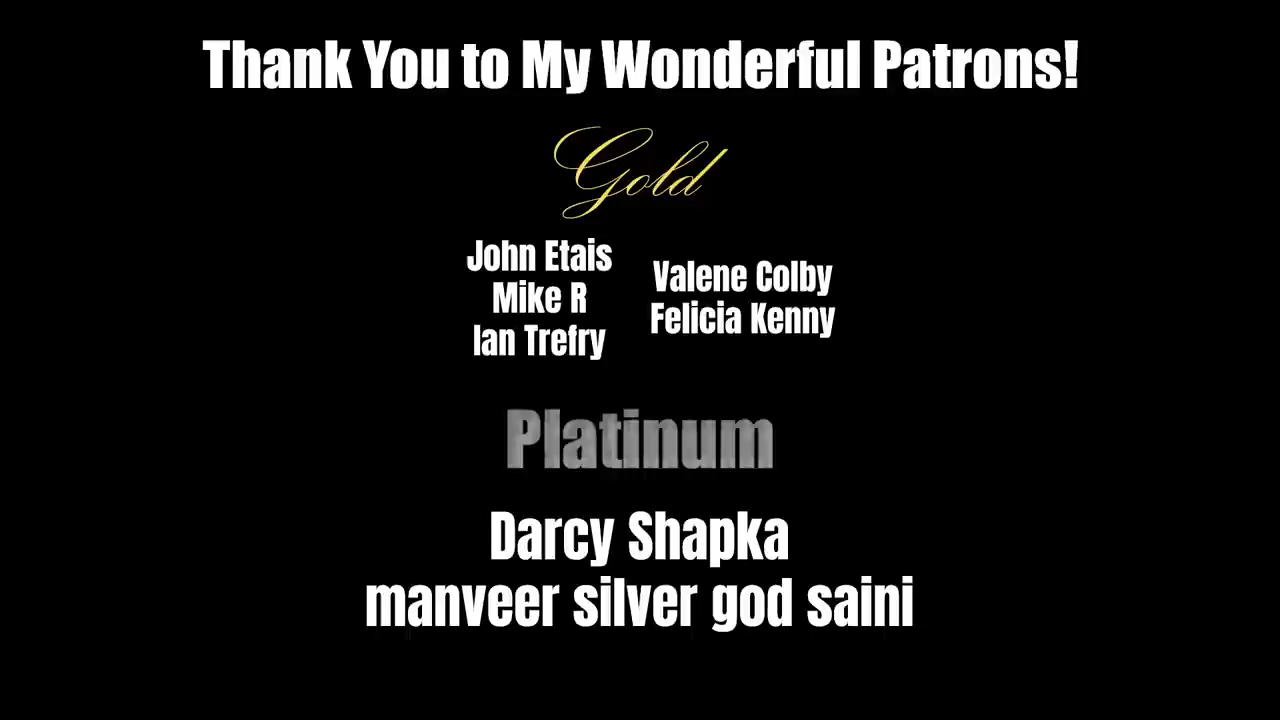 Thank You to My Wonderful Patrons!
Gold
John Etais
Mike R
Ian Trefry
Valene Colby
Felicia Kenny
Platinum
Darcy Shapka
manveer silver god saini